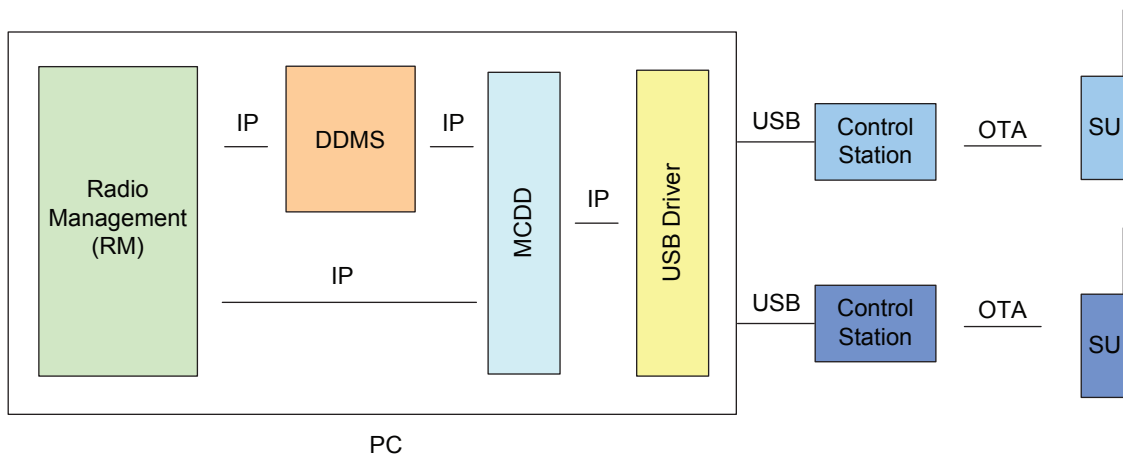 Radio
Management
(RM)
IP
DDMS
IP
IP
MCDD
IP
USB Driver
USB
Control
Station
OTA
SU
USB
Control
Station
OTA
SU
PC